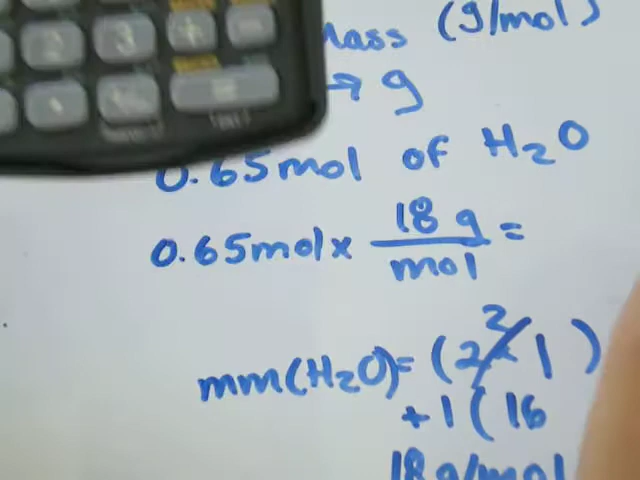 Mass (g/mol)
→ g
0.65 mol of H₂O
0.65 mol x 18 g / mol =
mm(H₂O) = (2 1)
+ 1 (16
18 g/mol